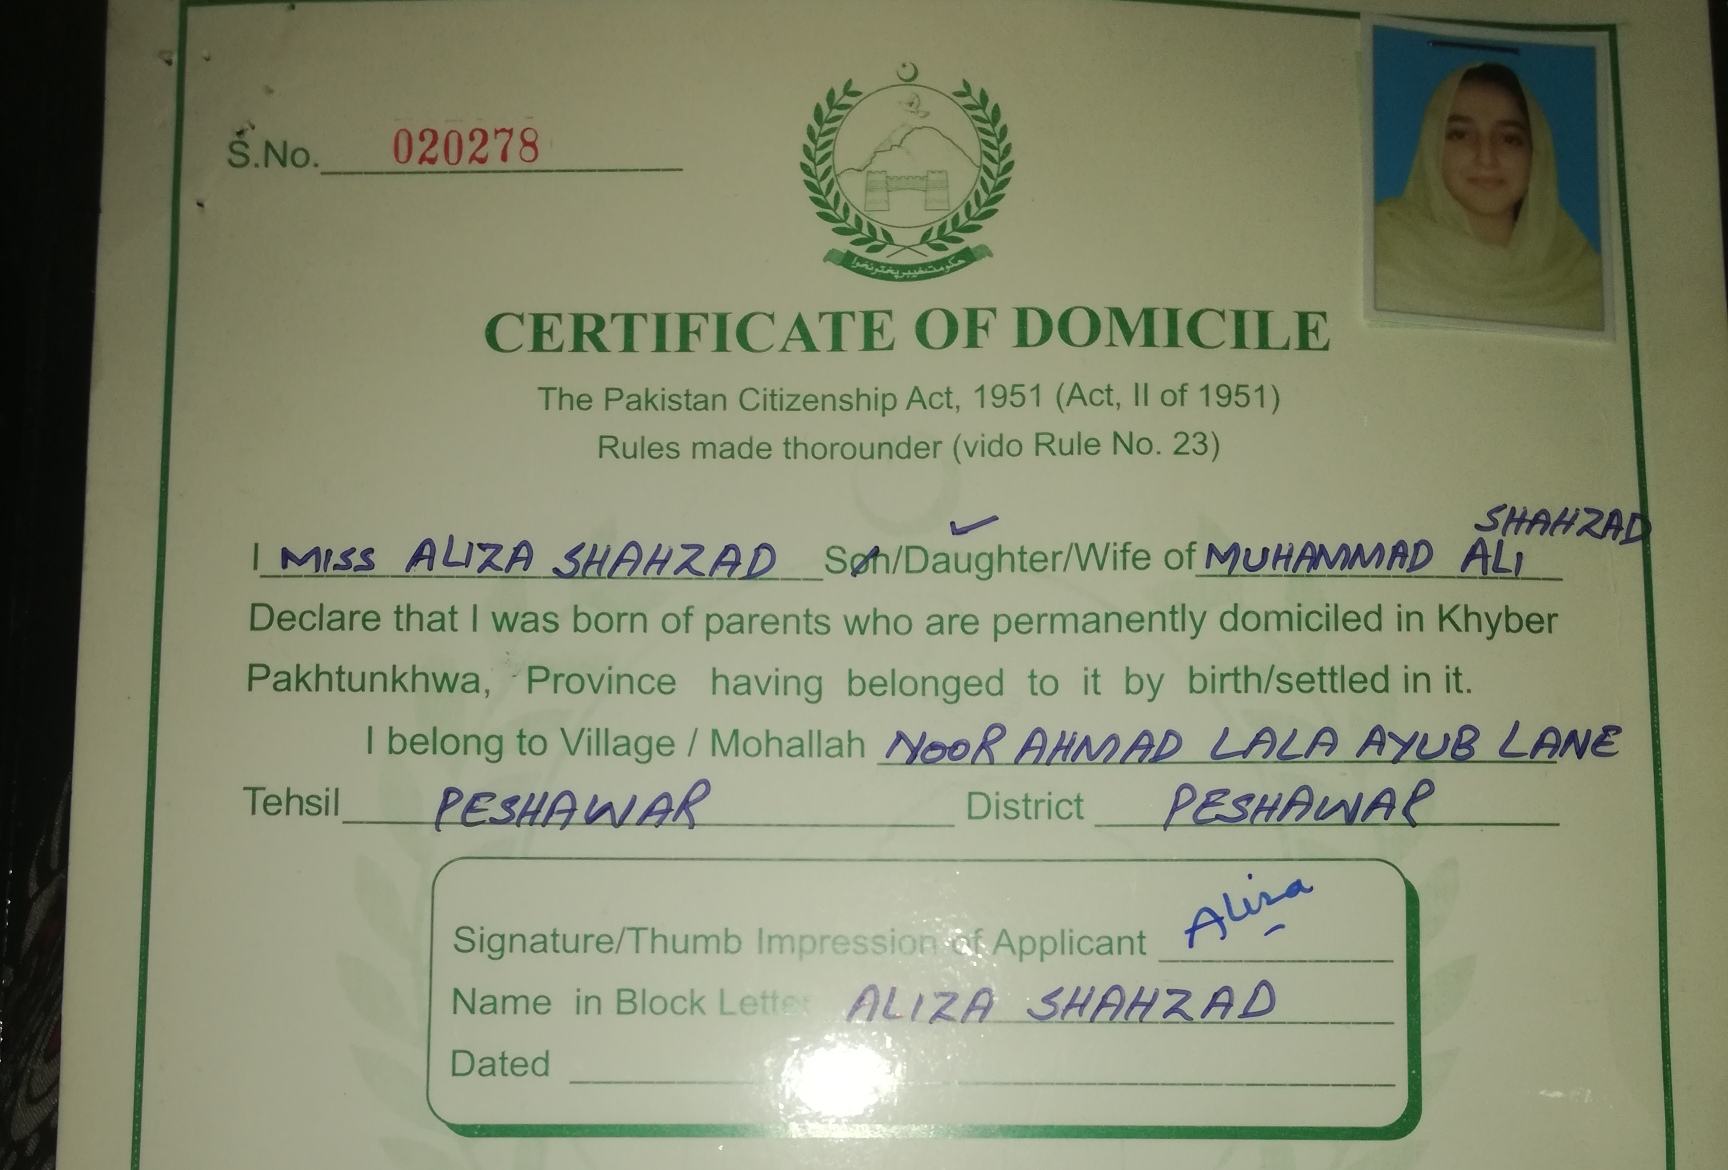 S.No. 020278
حکومت خیبر پختونخوا
CERTIFICATE OF DOMICILE
The Pakistan Citizenship Act, 1951 (Act, II of 1951)
Rules made thorounder (vido Rule No. 23)
SHAHZAD
I MISS ALIZA SHAHZAD Son/Daughter/Wife of MUHAMMAD ALI
Declare that I was born of parents who are permanently domiciled in Khyber
Pakhtunkhwa, Province having belonged to it by birth/settled in it.
I belong to Village / Mohallah NOOR AHMAD LALA AYUB LANE
Tehsil PESHAWAR District PESHAWAR
Signature/Thumb Impression of Applicant Aliza
Name in Block Letter ALIZA SHAHZAD
Dated